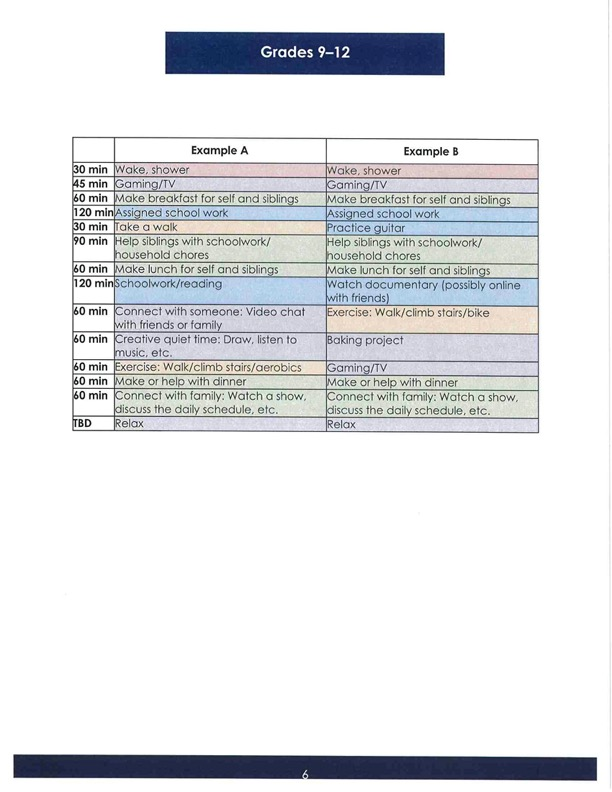 Grades 9–12
Example A Example B
30 min Wake, shower Wake, shower
45 min Gaming/TV Gaming/TV
60 min Make breakfast for self and siblings Make breakfast for self and siblings
120 min Assigned school work Assigned school work
30 min Take a walk Practice guitar
90 min Help siblings with schoolwork/ Help siblings with schoolwork/
household chores household chores
60 min Make lunch for self and siblings Make lunch for self and siblings
120 min Schoolwork/reading Watch documentary (possibly online
with friends)
60 min Connect with someone: Video chat Exercise: Walk/climb stairs/bike
with friends or family
60 min Creative quiet time: Draw, listen to Baking project
music, etc.
60 min Exercise: Walk/climb stairs/aerobics Gaming/TV
60 min Make or help with dinner Make or help with dinner
60 min Connect with family: Watch a show, Connect with family: Watch a show,
discuss the daily schedule, etc. discuss the daily schedule, etc.
TBD Relax Relax
6